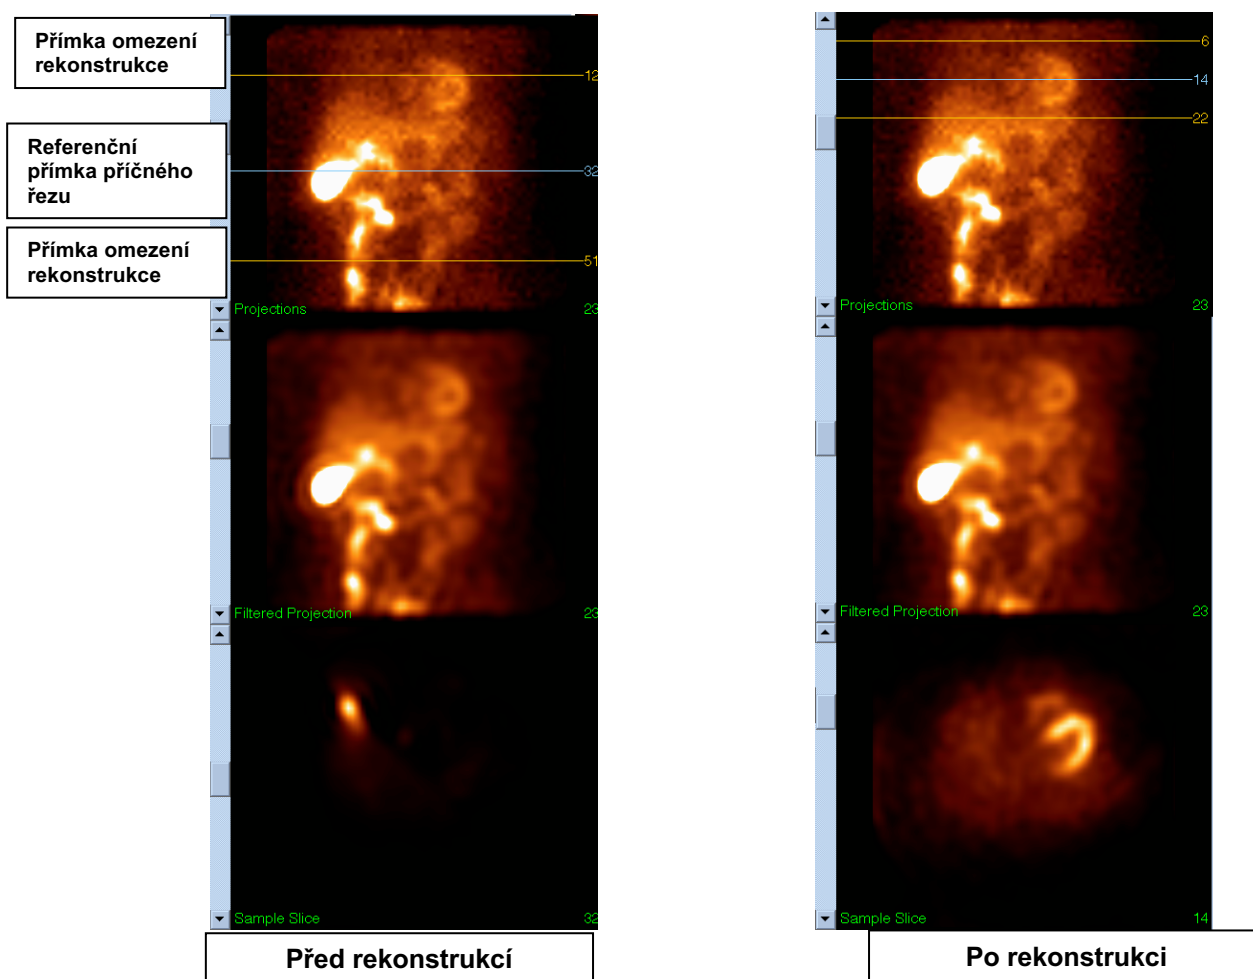 Přímka omezení
rekonstrukce
Referenční
přímka příčného
řezu
Přímka omezení
rekonstrukce
12
32
51
Projections 23
Filtered Projection 23
Sample Slice 32
Před rekonstrukcí
6
14
22
Projections 23
Filtered Projection 23
Sample Slice 14
Po rekonstrukci